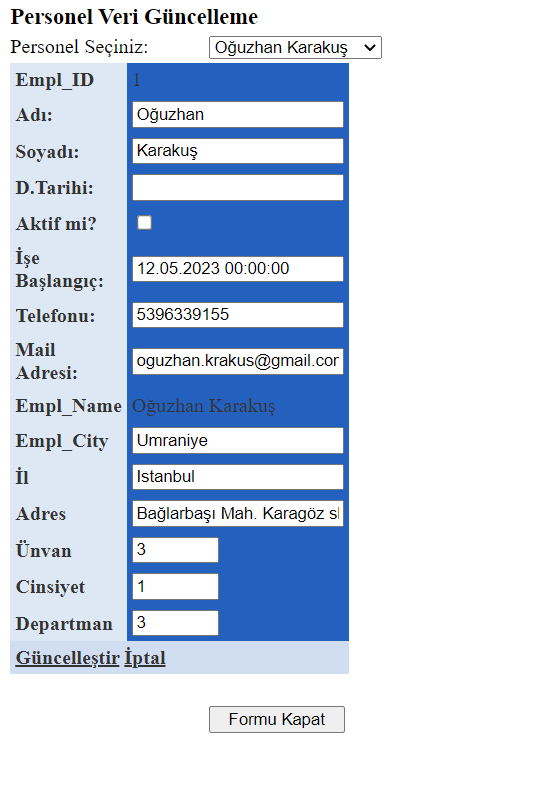 Personel Veri Güncelleme
Personel Seçiniz: Oğuzhan Karakuş
Empl_ID 1
Adı: Oğuzhan
Soyadı: Karakuş
D.Tarihi:
Aktif mi?
İşe
Başlangıç: 12.05.2023 00:00:00
Telefonu: 5396339155
Mail
Adresi: oguzhan.krakus@gmail.cor
Empl_Name Oğuzhan Karakuş
Empl_City Umraniye
İl Istanbul
Adres Bağlarbaşı Mah. Karagöz sl
Ünvan 3
Cinsiyet 1
Departman 3
Güncelleştir İptal
Formu Kapat